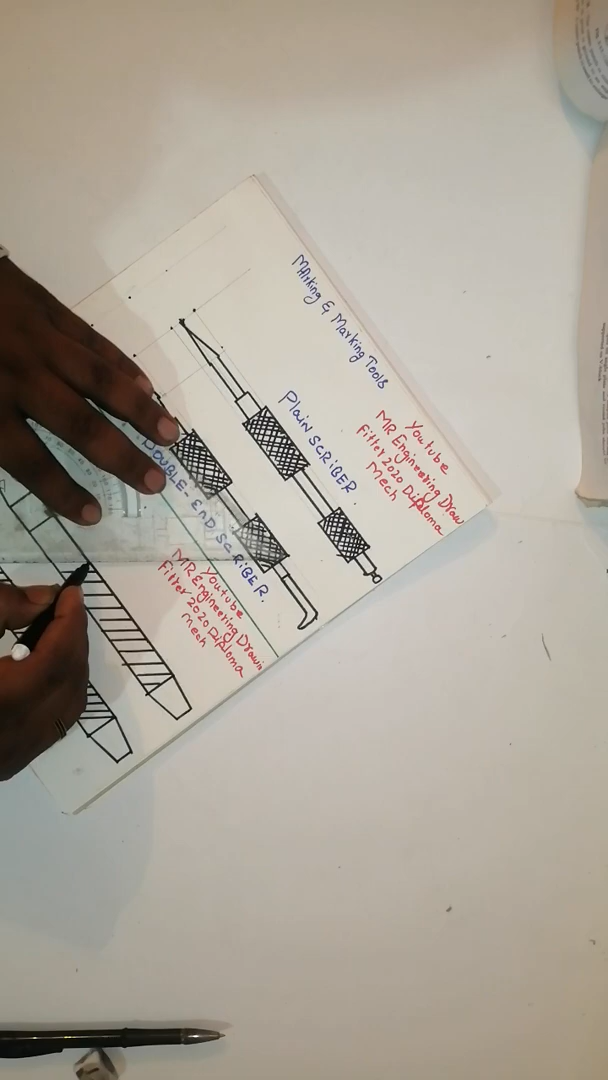 MArking & Marking Tools
Youtube
MR Engineering Draw
Fitter 2020 Diploma
Mech
Plain SCRIBER
DOUBLE-END SCRIBER.
Youtube
MR Engineering Drawin
Fitter 2020 Diploma
Mech